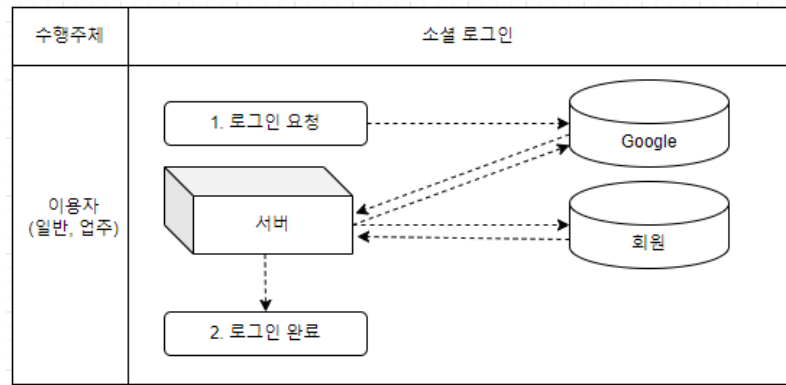 수행주체
소셜 로그인
1. 로그인 요청
Google
이용자
(일반, 업주)
서버
회원
2. 로그인 완료